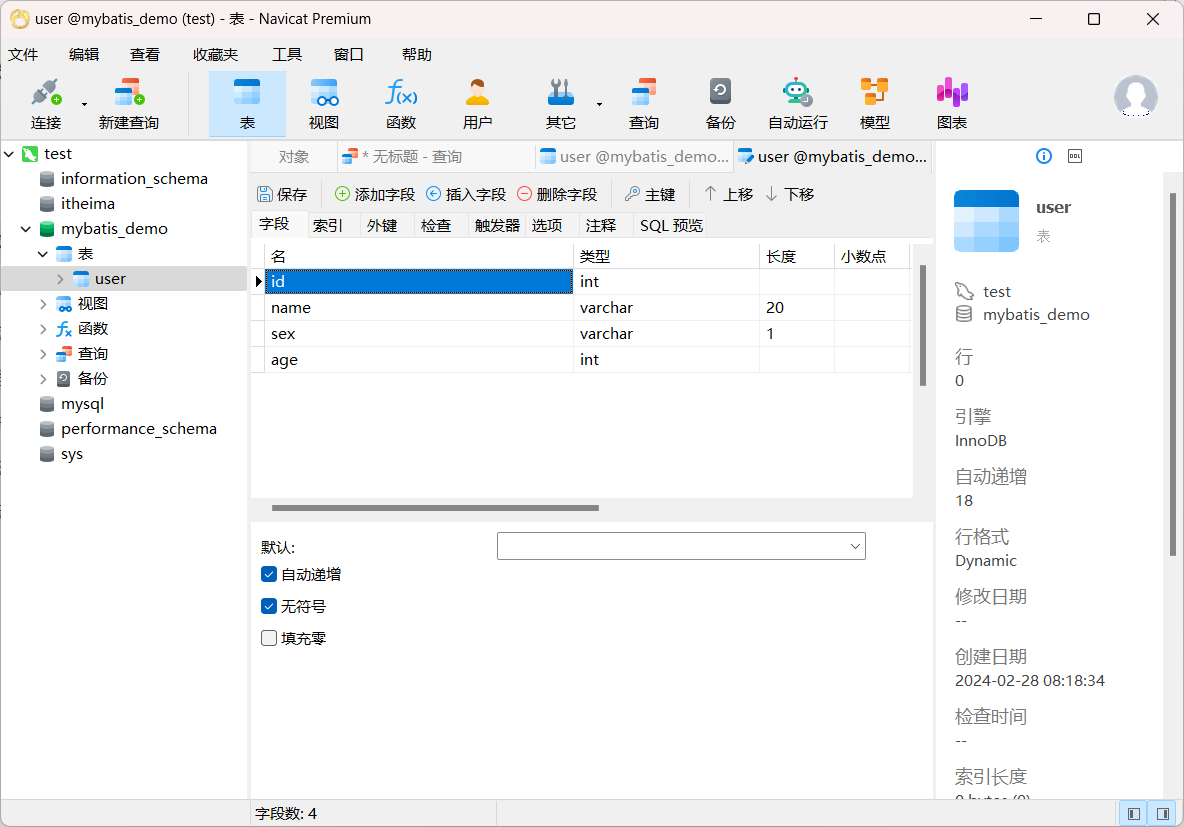 user @mybatis_demo (test) - 表 - Navicat Premium
文件 编辑 查看 收藏夹 工具 窗口 帮助
连接 新建查询 表 视图 函数 用户 其它 查询 备份 自动运行 模型 图表
test
information_schema
itheima
mybatis_demo
表
user
视图
函数
查询
备份
mysql
performance_schema
sys
对象 * 无标题 - 查询 user @mybatis_demo... user @mybatis_demo...
保存 添加字段 插入字段 删除字段 主键 上移 下移
字段 索引 外键 检查 触发器 选项 注释 SQL 预览
名 类型 长度 小数点
id int
name varchar 20
sex varchar 1
age int
默认:
自动递增
无符号
填充零
DDL
user
表
test
mybatis_demo
行
0
引擎
InnoDB
自动递增
18
行格式
Dynamic
修改日期
--
创建日期
2024-02-28 08:18:34
检查时间
--
索引长度
0 bytes (0)
字段数: 4